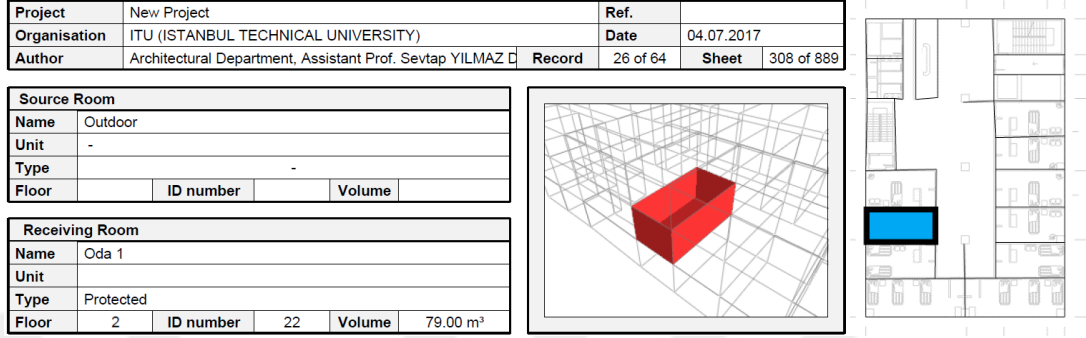 Project New Project Ref.
Organisation ITU (ISTANBUL TECHNICAL UNIVERSITY) Date 04.07.2017
Author Architectural Department, Assistant Prof. Sevtap YILMAZ D Record 26 of 64 Sheet 308 of 889
Source Room
Name Outdoor
Unit -
Type -
Floor ID number Volume
Receiving Room
Name Oda 1
Unit
Type Protected
Floor 2 ID number 22 Volume 79.00 m³